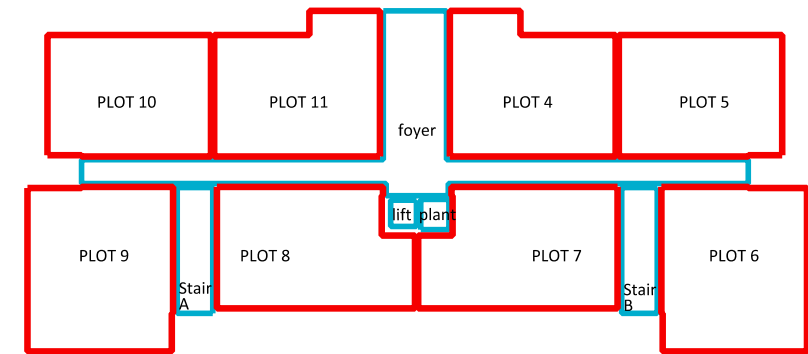 PLOT 10
PLOT 11
PLOT 4
PLOT 5
foyer
lift
plant
PLOT 9
PLOT 8
PLOT 7
PLOT 6
Stair
A
Stair
B